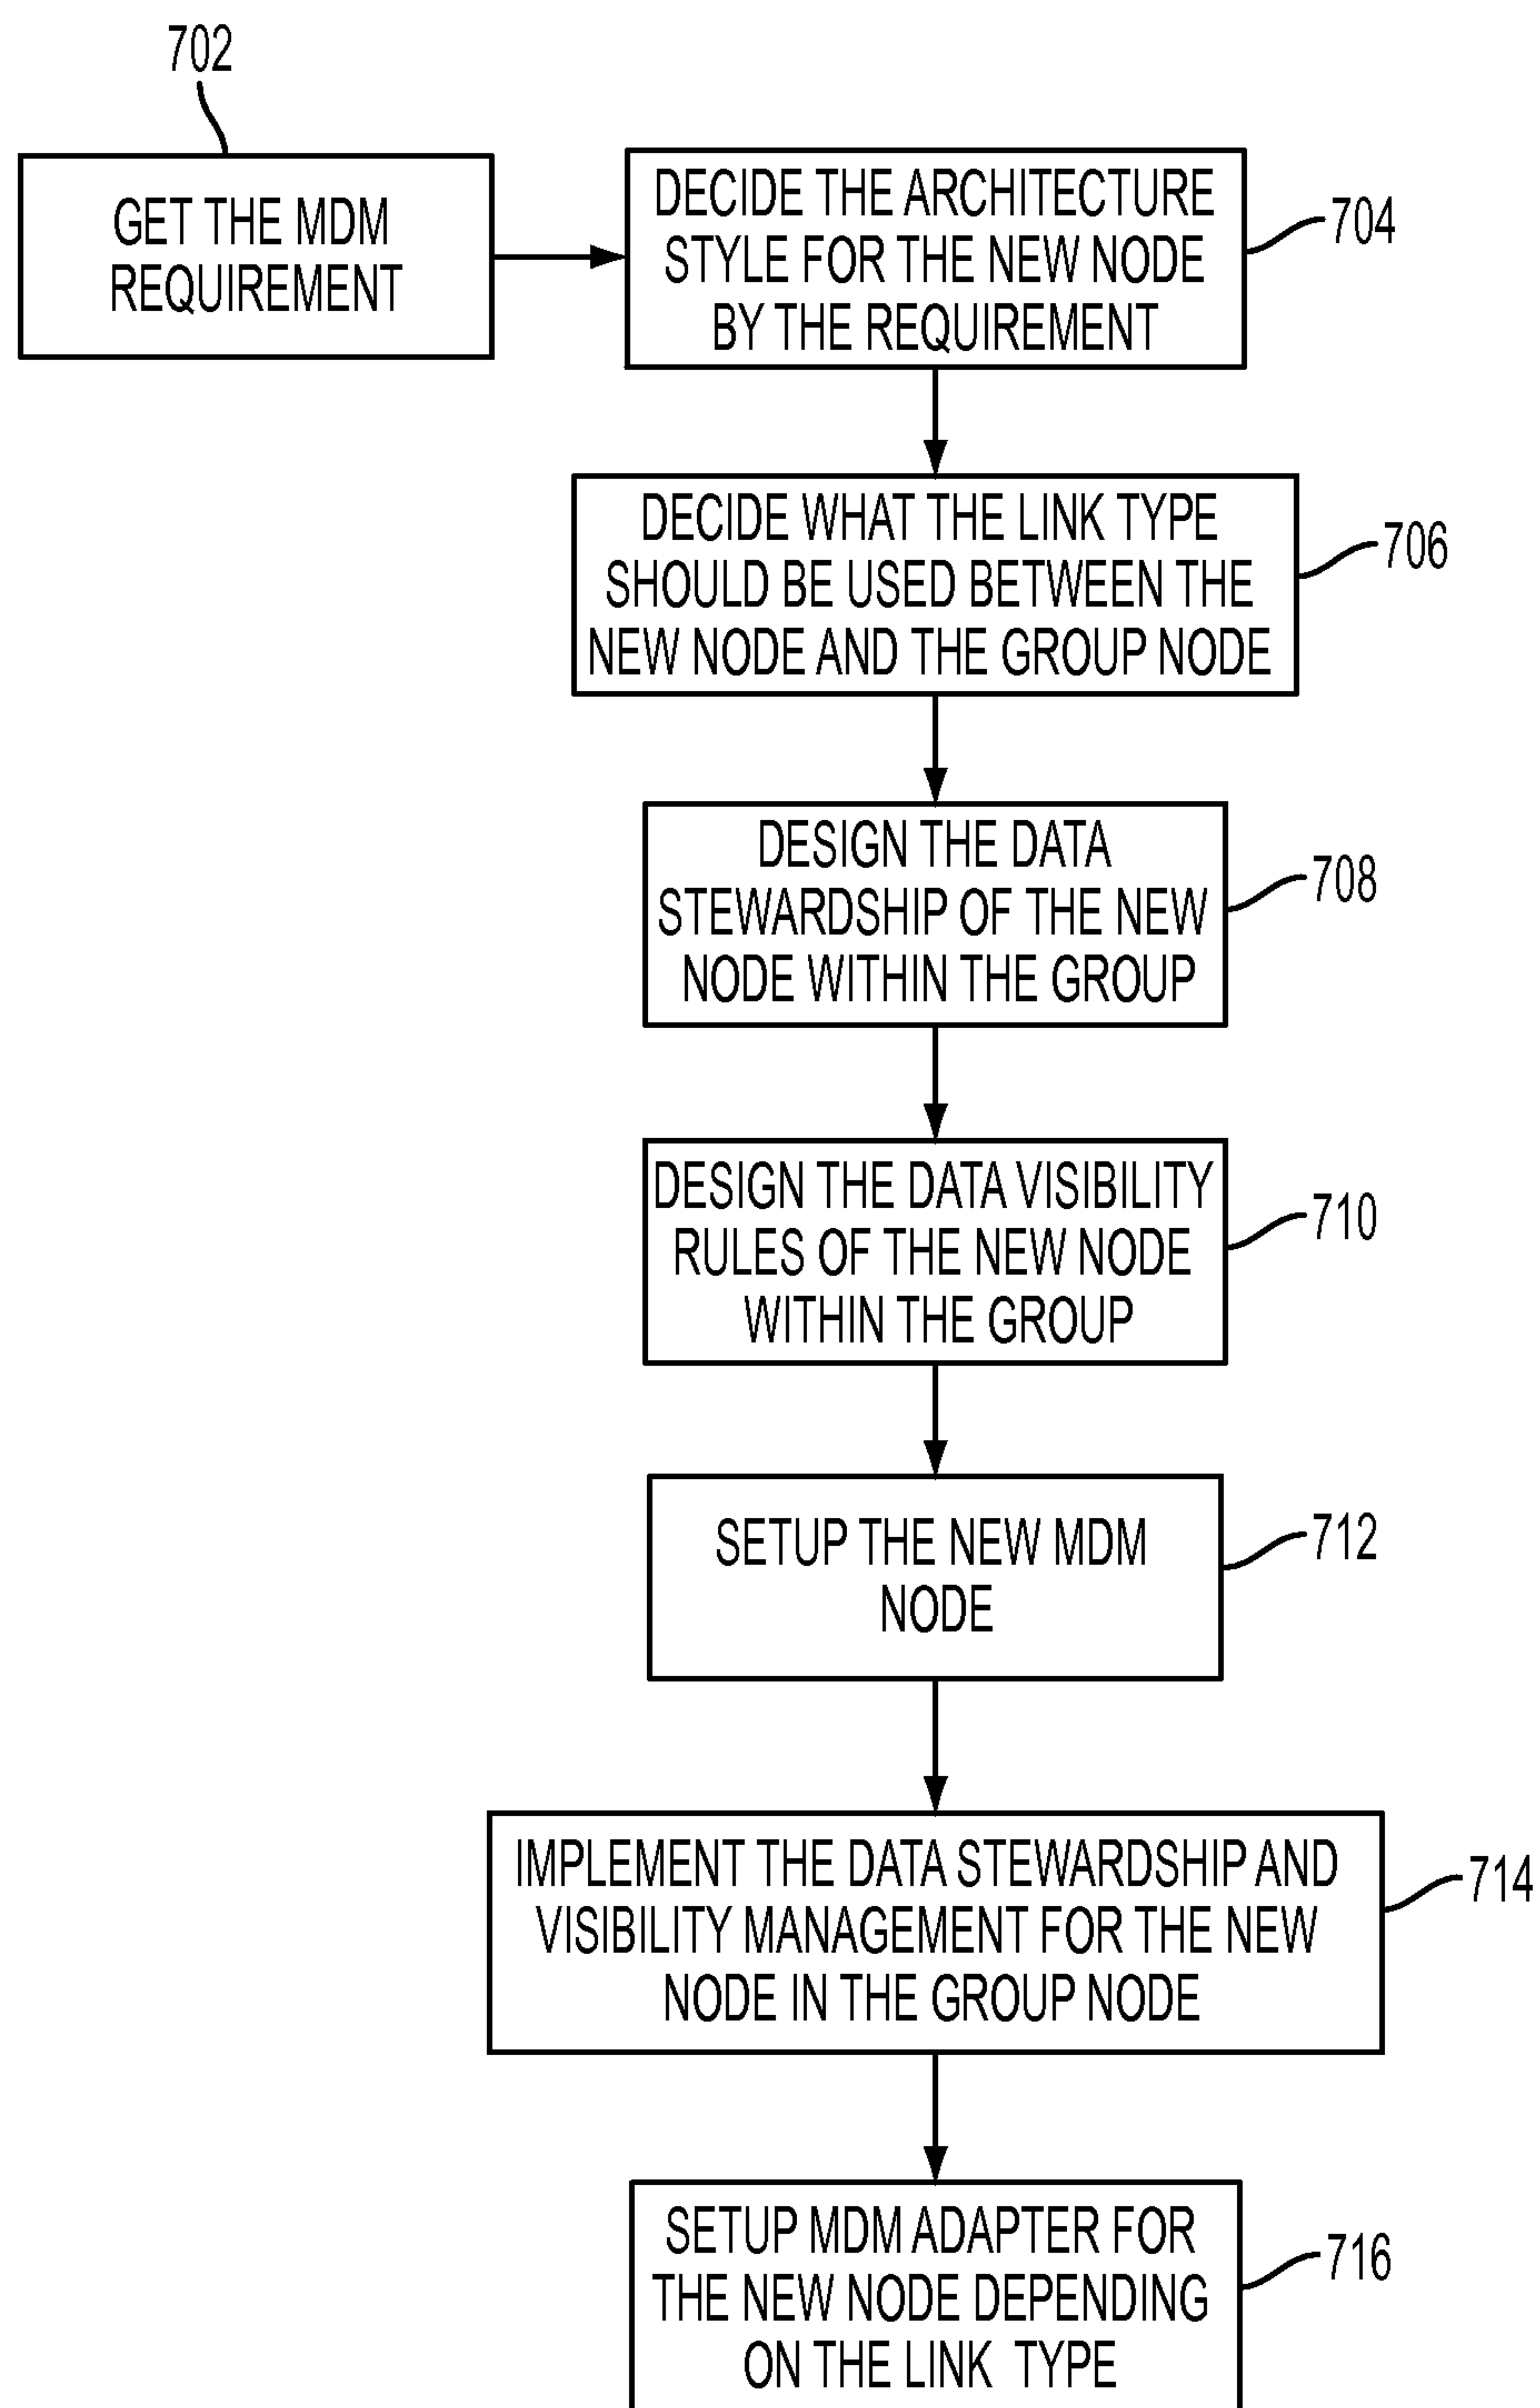 702
GET THE MDM
REQUIREMENT
DECIDE THE ARCHITECTURE
STYLE FOR THE NEW NODE
BY THE REQUIREMENT
704
DECIDE WHAT THE LINK TYPE
SHOULD BE USED BETWEEN THE
NEW NODE AND THE GROUP NODE
706
DESIGN THE DATA
STEWARDSHIP OF THE NEW
NODE WITHIN THE GROUP
708
DESIGN THE DATA VISIBILITY
RULES OF THE NEW NODE
WITHIN THE GROUP
710
SETUP THE NEW MDM
NODE
712
IMPLEMENT THE DATA STEWARDSHIP AND
VISIBILITY MANAGEMENT FOR THE NEW
NODE IN THE GROUP NODE
714
SETUP MDM ADAPTER FOR
THE NEW NODE DEPENDING
ON THE LINK TYPE
716